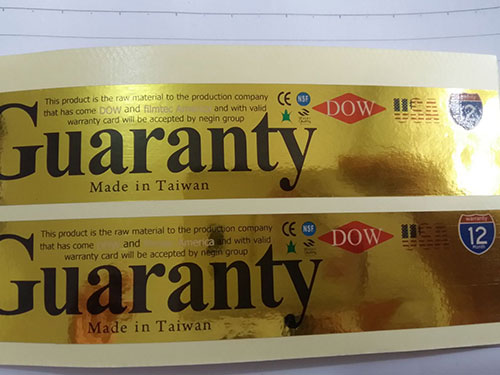 This product is the raw material to the production company
that has come DOW and filmtec America and with valid
warranty card will be accepted by negin group
CE
NSF
DOW
USA
Guaranty
Made in Taiwan
This product is the raw material to the production company
that has come and America and with valid
warranty card will be accepted by negin group
CE
NSF
DOW
USA
warranty
12
Month
Guaranty
Made in Taiwan